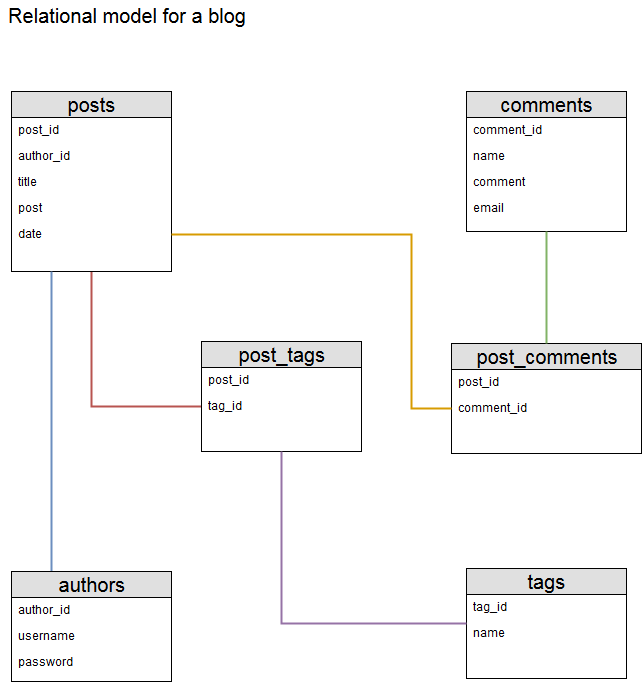 Relational model for a blog
posts
post_id
author_id
title
post
date
comments
comment_id
name
comment
email
post_tags
post_id
tag_id
post_comments
post_id
comment_id
authors
author_id
username
password
tags
tag_id
name